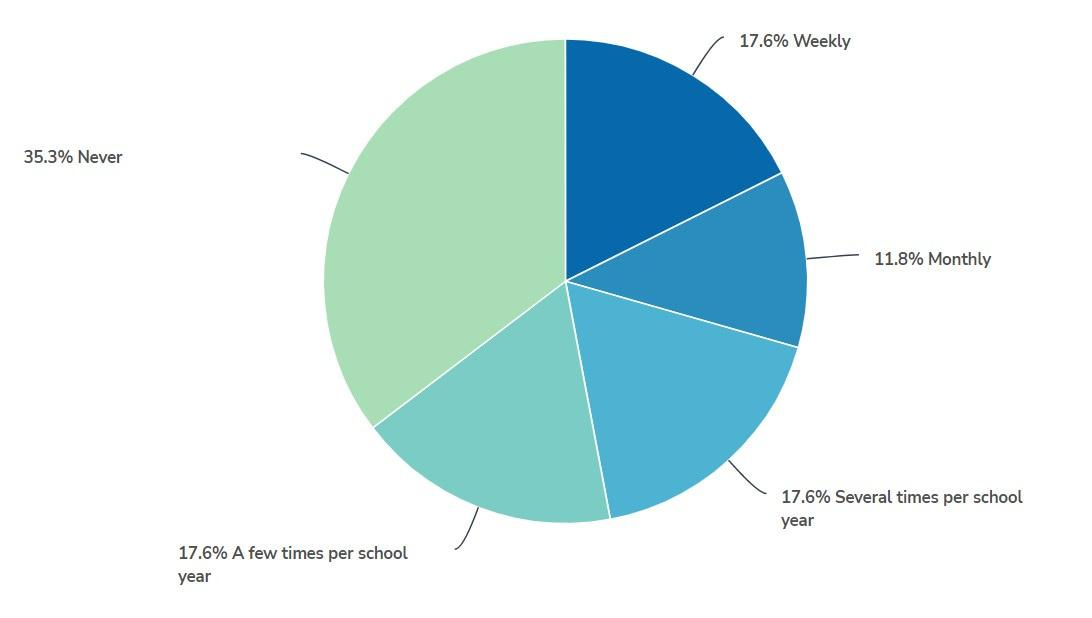 17.6% Weekly
35.3% Never
11.8% Monthly
17.6% Several times per school
year
17.6% A few times per school
year